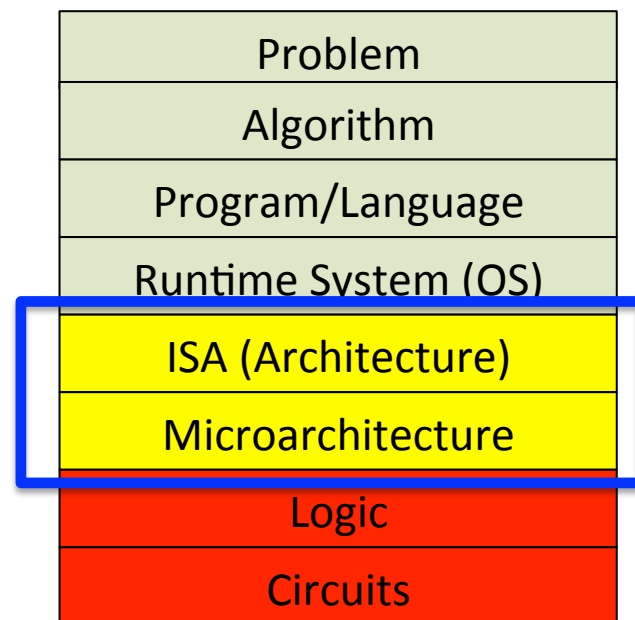 Problem
Algorithm
Program/Language
Runtime System (OS)
ISA (Architecture)
Microarchitecture
Logic
Circuits